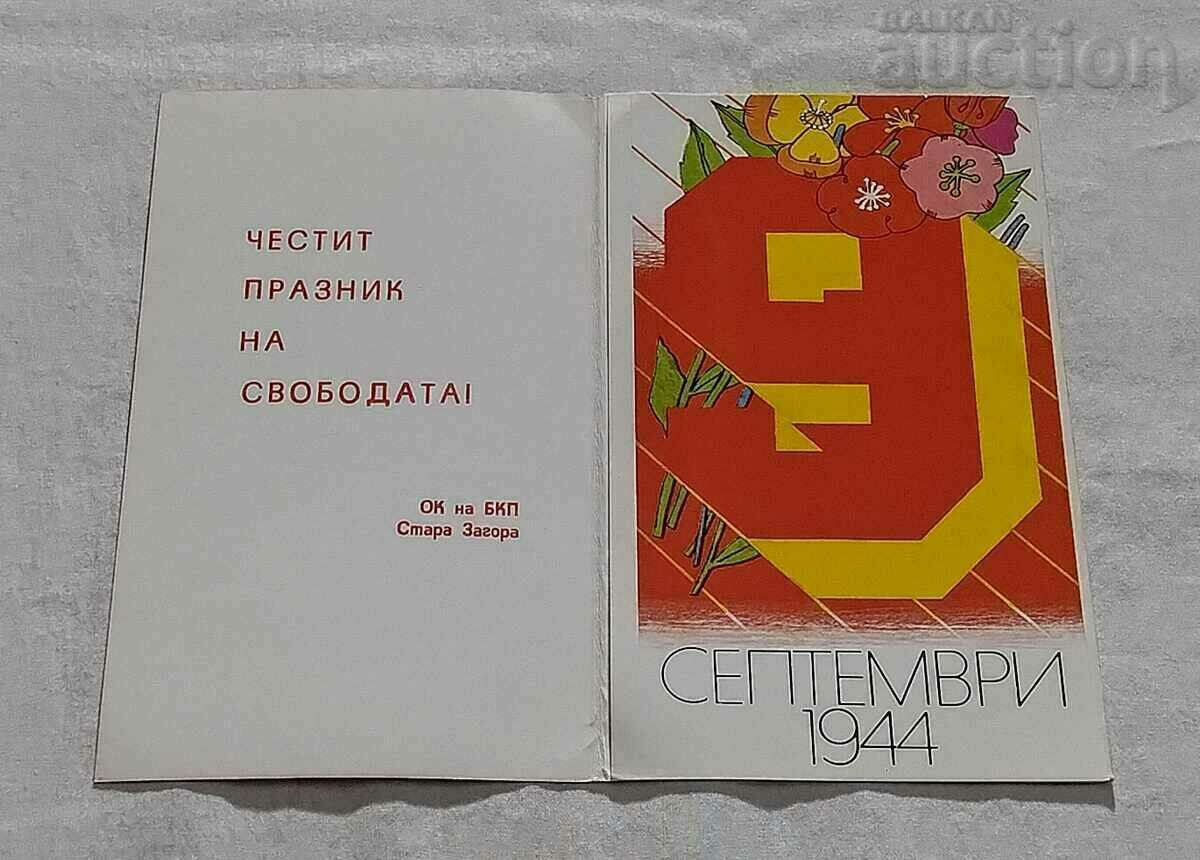 BALKAN
auction
ЧЕСТИТ
ПРАЗНИК
НА
СВОБОДАТА!
ОК на БКП
Стара Загора
9
СЕПТЕМВРИ
1944